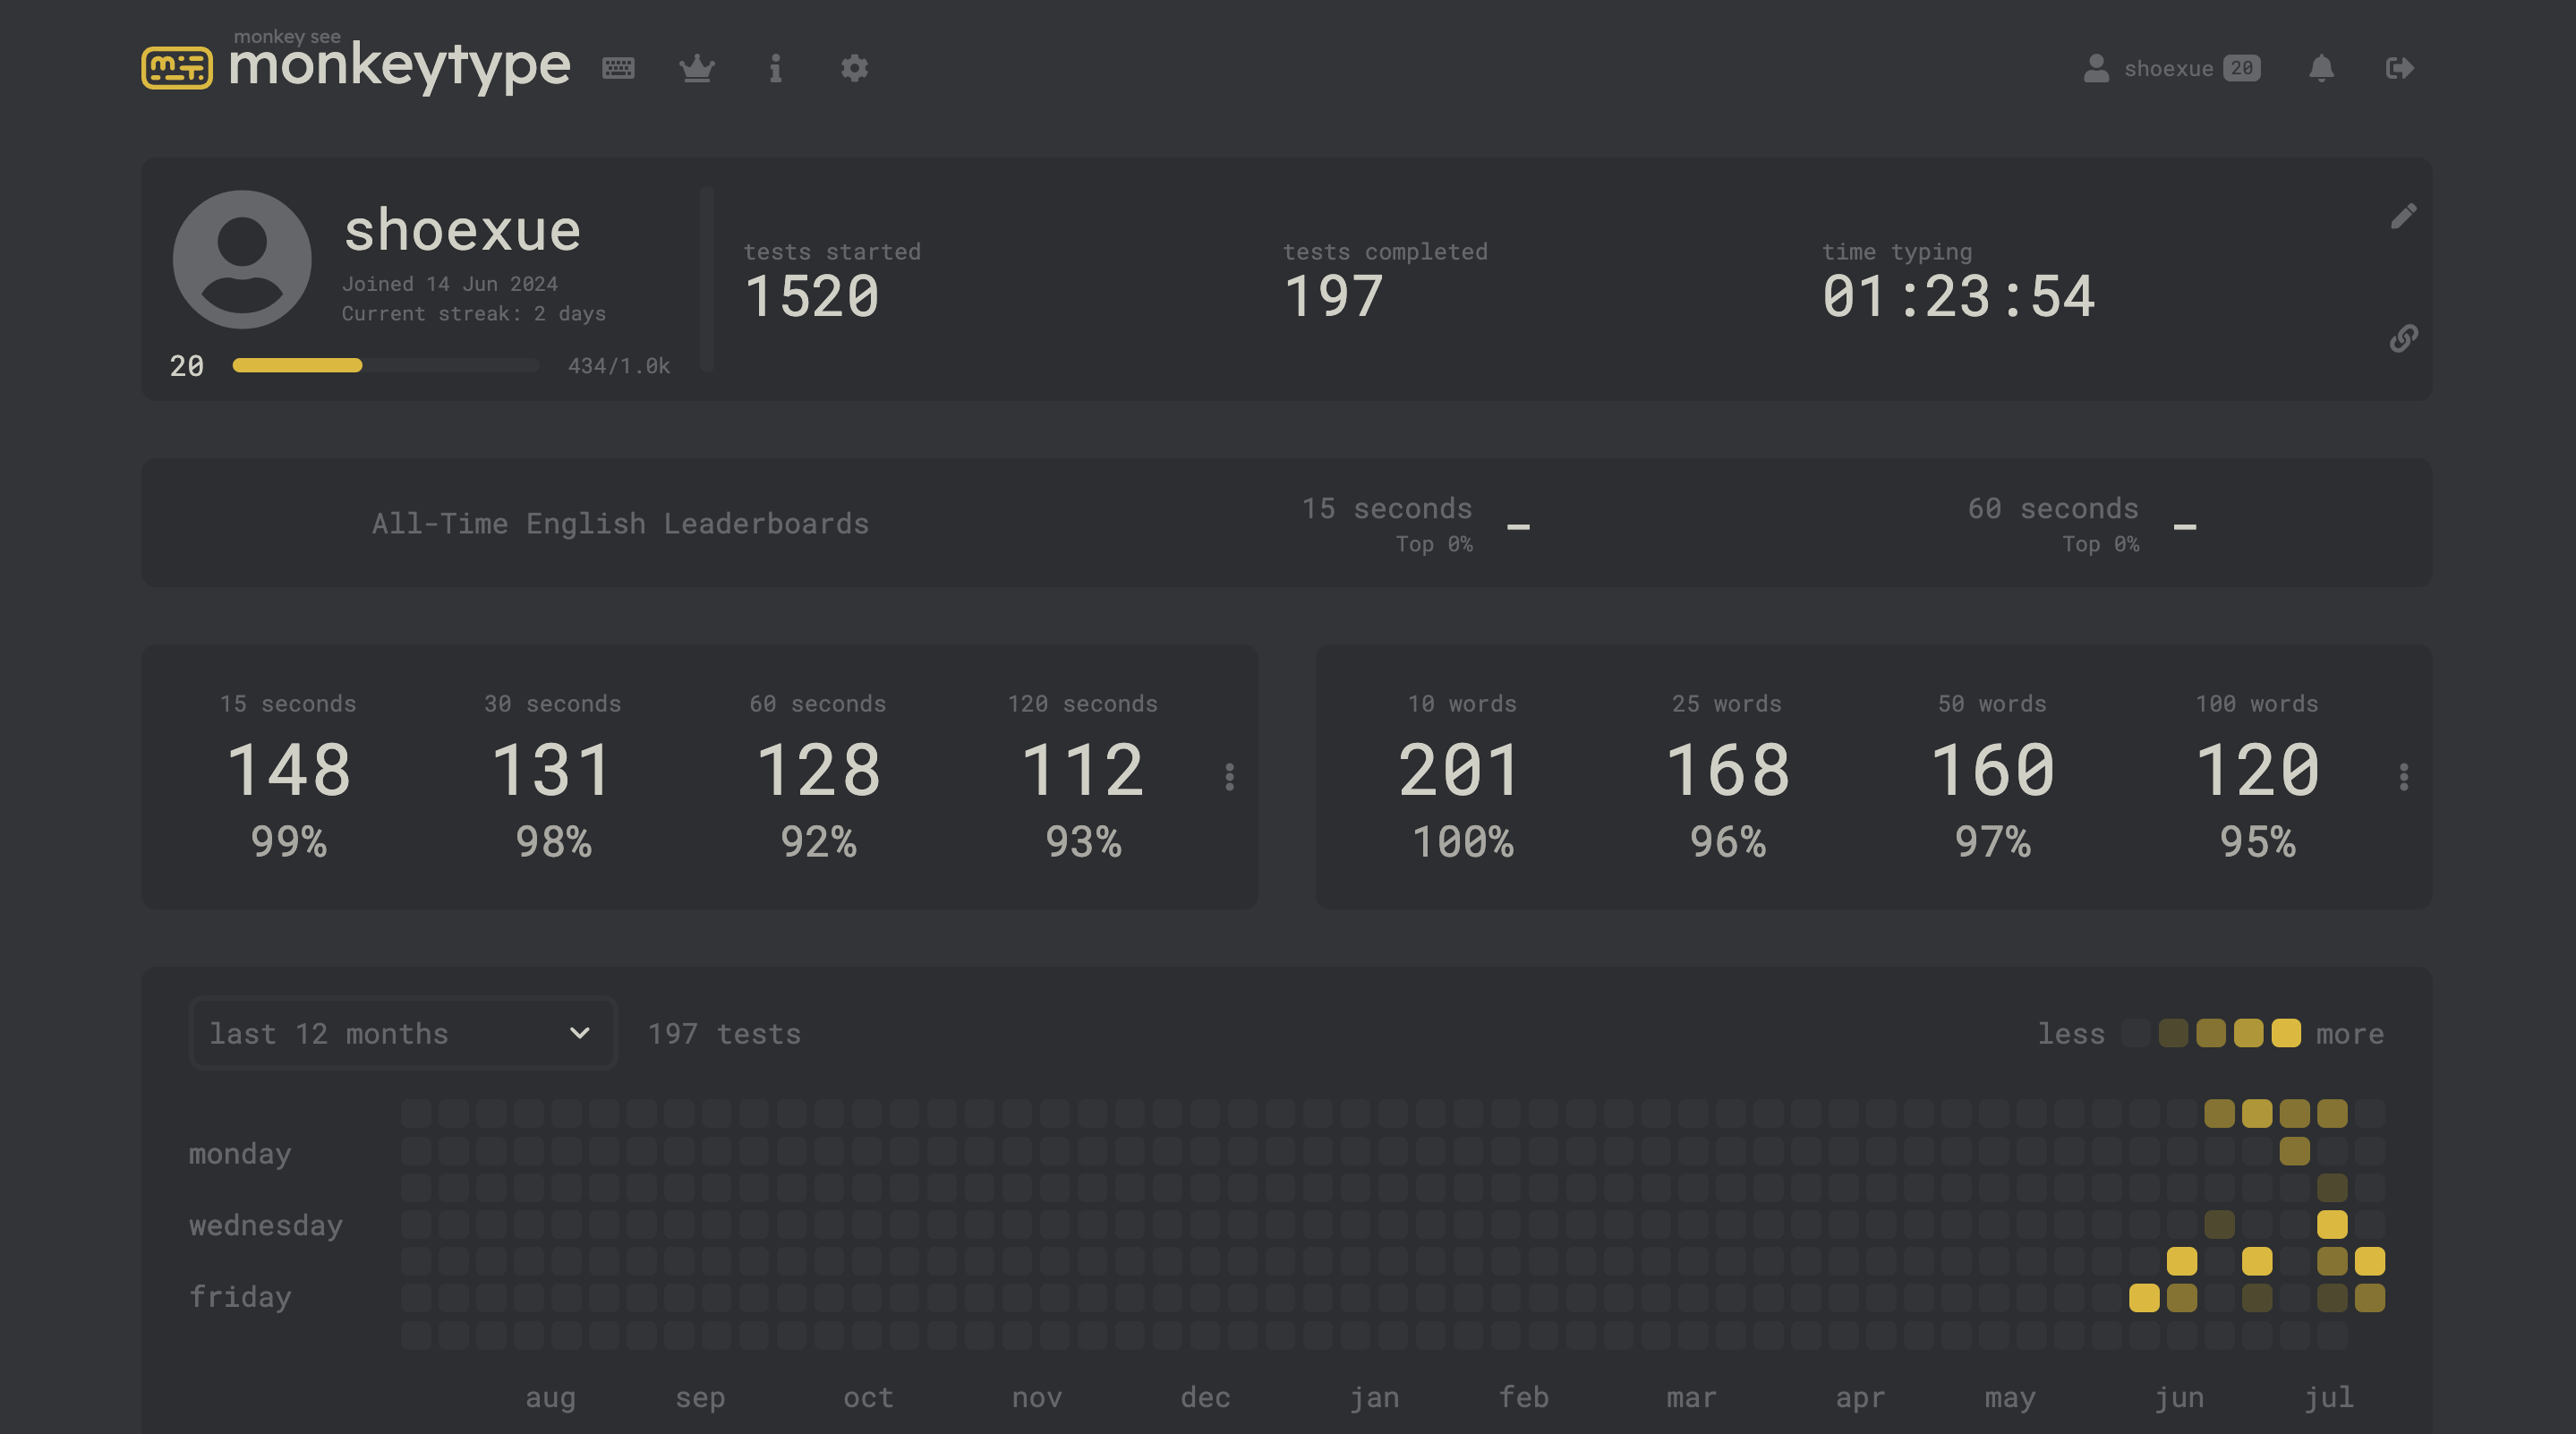 monkey see
monkeytype
shoexue 20
shoexue
Joined 14 Jun 2024
Current streak: 2 days
20 434/1.0k
tests started
1520
tests completed
197
time typing
01:23:54
All-Time English Leaderboards
15 seconds
Top 0%
-
60 seconds
Top 0%
-
15 seconds
148
99%
30 seconds
131
98%
60 seconds
128
92%
120 seconds
112
93%
10 words
201
100%
25 words
168
96%
50 words
160
97%
100 words
120
95%
last 12 months
197 tests
less more
monday
wednesday
friday
aug sep oct nov dec jan feb mar apr may jun jul